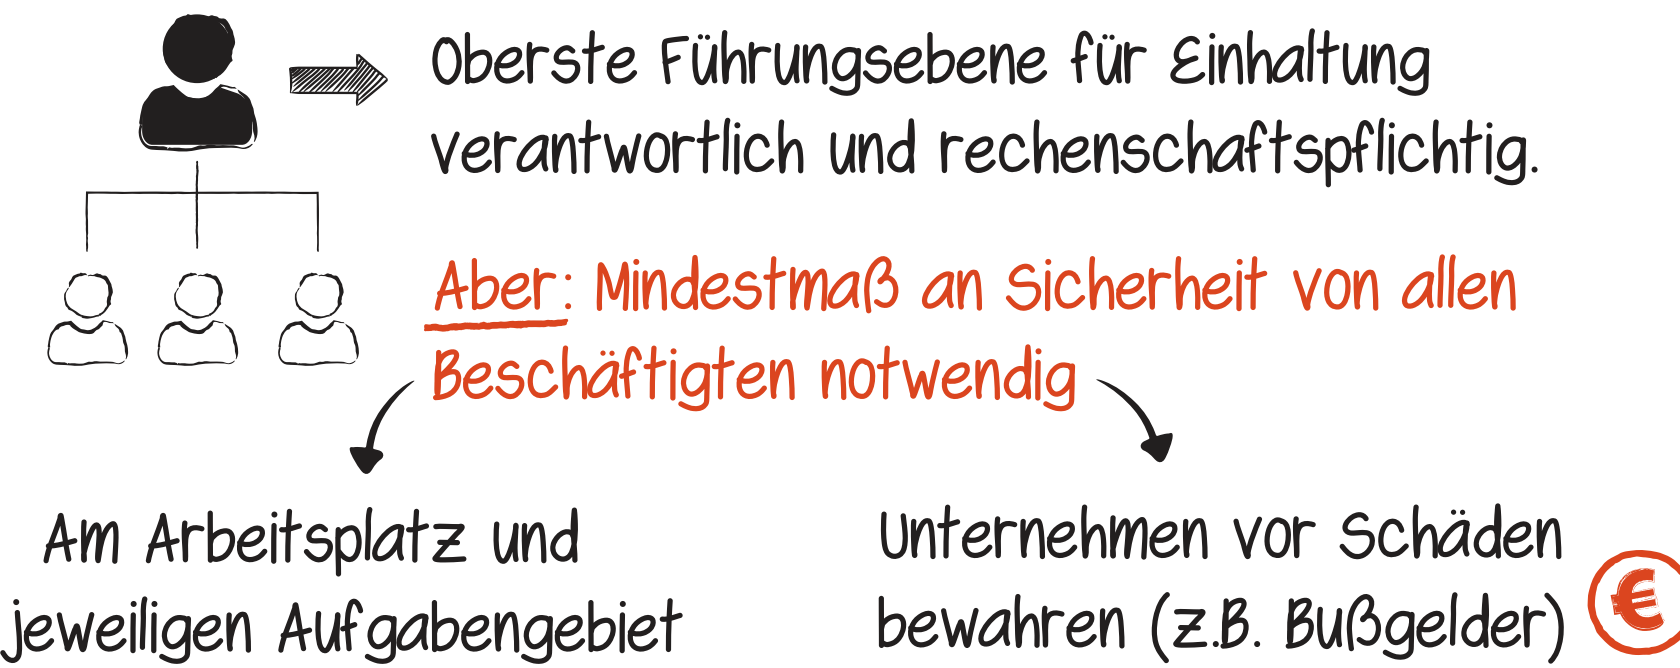 Oberste Führungsebene für Einhaltung
verantwortlich und rechenschaftspflichtig.
Aber: Mindestmaß an Sicherheit von allen
Beschäftigten notwendig
Am Arbeitsplatz und
jeweiligen Aufgabengebiet
Unternehmen vor Schäden
bewahren (z.B. Bußgelder)
€